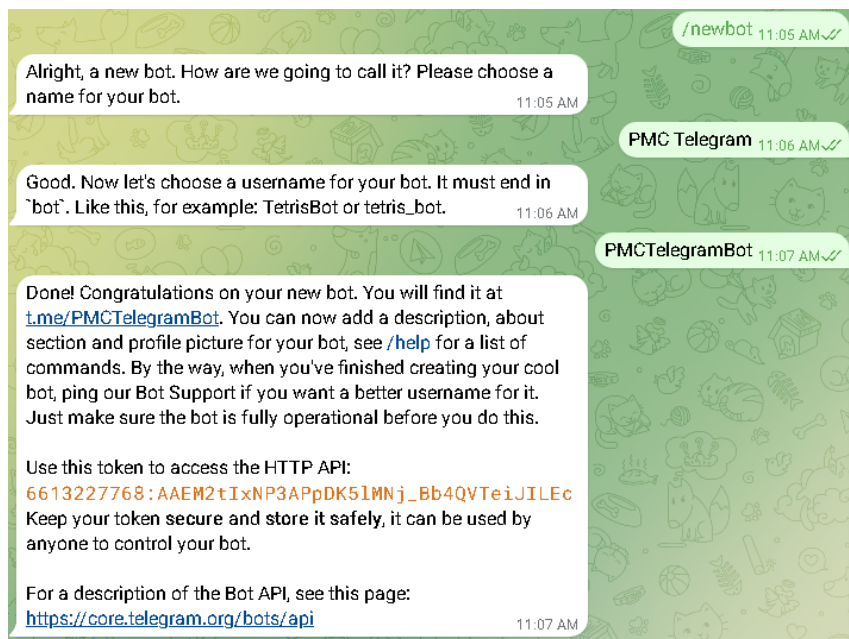 /newbot 11:05 AM
Alright, a new bot. How are we going to call it? Please choose a
name for your bot.
11:05 AM
PMC Telegram 11:06 AM
Good. Now let's choose a username for your bot. It must end in
`bot`. Like this, for example: TetrisBot or tetris_bot.
11:06 AM
PMCTelegramBot 11:07 AM
Done! Congratulations on your new bot. You will find it at
t.me/PMCTelegramBot. You can now add a description, about
section and profile picture for your bot, see /help for a list of
commands. By the way, when you've finished creating your cool
bot, ping our Bot Support if you want a better username for it.
Just make sure the bot is fully operational before you do this.
Use this token to access the HTTP API:
6613227768:AAEM2tIxNP3APpDK5lMNj_Bb4QVTeiJILEc
Keep your token secure and store it safely, it can be used by
anyone to control your bot.
For a description of the Bot API, see this page:
https://core.telegram.org/bots/api
11:07 AM